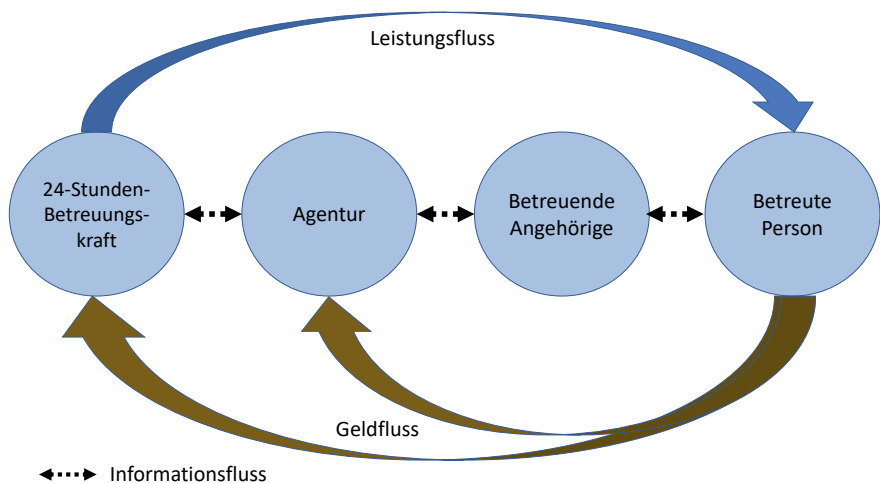 Leistungsfluss
24-Stunden-
Betreuungs-
kraft
Agentur
Betreuende
Angehörige
Betreute
Person
Geldfluss
Informationsfluss